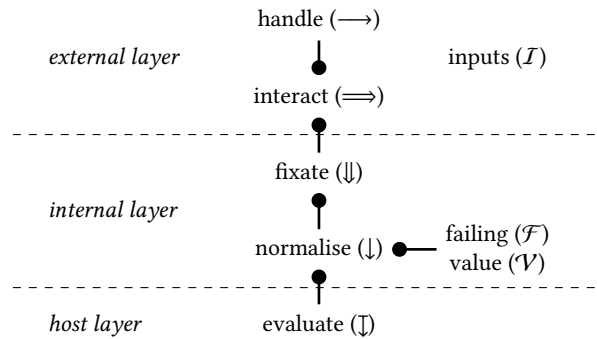 handle (⟶)
external layer inputs (𝓘)
interact (⟹)
fixate (⇓)
internal layer
normalise (↓) failing (𝓕)
value (𝓥)
host layer evaluate (↧)